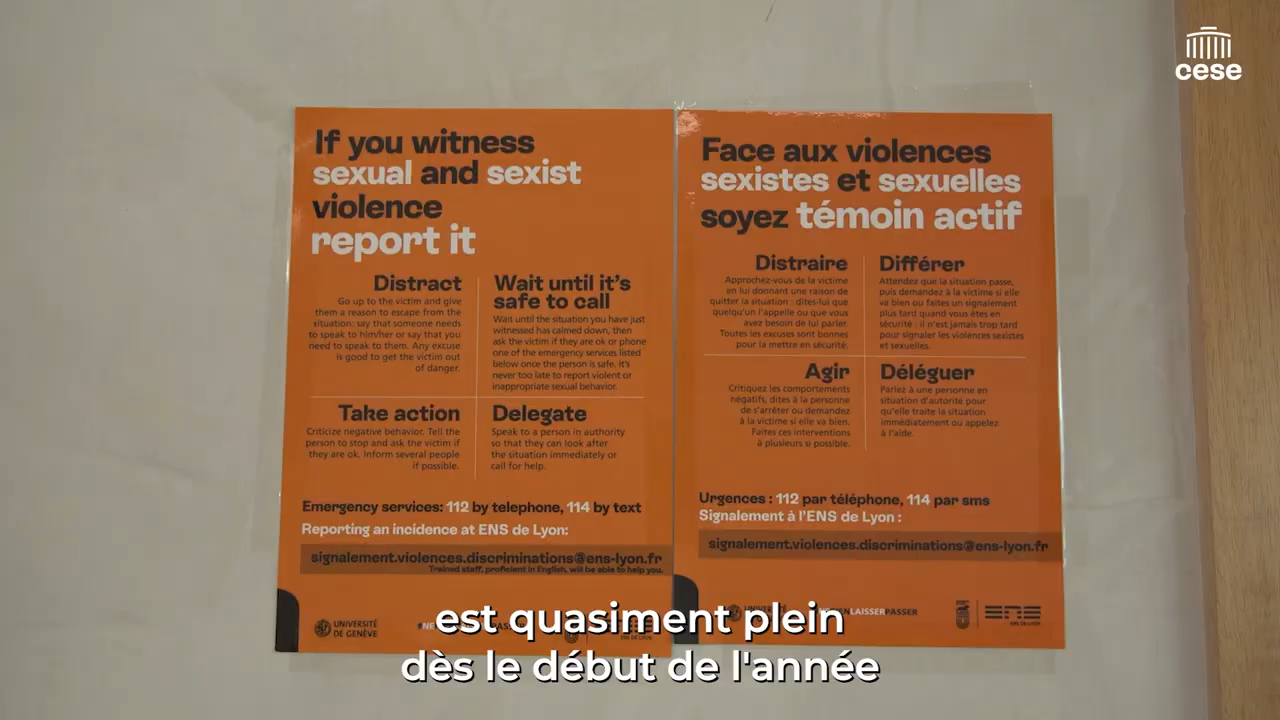 cese
If you witness
sexual and sexist
violence
report it
Distract
Go up to the victim and give
them a reason to escape from the
situation: say that someone needs
to speak to him/her or say that you
need to speak to them. Any excuse
is good to get the victim out
of danger.
Wait until it's
safe to call
Wait until the situation you have just
witnessed has calmed down, then
ask the victim if they are ok or phone
one of the emergency services listed
below once the person is safe. It's
never too late to report violent or
inappropriate sexual behavior.
Take action
Criticize negative behavior. Tell the
person to stop and ask the victim if
they are ok. Inform several people
if possible.
Delegate
Speak to a person in authority
so that they can look after
the situation immediately or
call for help.
Emergency services: 112 by telephone, 114 by text
Reporting an incidence at ENS de Lyon:
signalement.violences.discriminations@ens-lyon.fr
Trained staff, proficient in English, will be able to help you.
UNIVERSITÉ
DE GENÈVE
ENS DE LYON
Face aux violences
sexistes et sexuelles
soyez témoin actif
Distraire
Approchez-vous de la victime
en lui donnant une raison de
quitter la situation : dites-lui que
quelqu'un l'appelle ou que vous
avez besoin de lui parler.
Toutes les excuses sont bonnes
pour la mettre en sécurité.
Différer
Attendez que la situation passe,
puis demandez à la victime si elle
va bien ou faites un signalement
plus tard quand vous êtes en
sécurité : il n'est jamais trop tard
pour signaler les violences sexistes
et sexuelles.
Agir
Critiquez les comportements
négatifs, dites à la personne
de s'arrêter ou demandez
à la victime si elle va bien.
Faites ces interventions
à plusieurs si possible.
Déléguer
Parlez à une personne en
situation d'autorité pour
qu'elle traite la situation
immédiatement ou appelez
à l'aide.
Urgences : 112 par téléphone, 114 par sms
Signalement à l'ENS de Lyon :
signalement.violences.discriminations@ens-lyon.fr
LAISSERPASSER
ENS
ENS DE LYON
est quasiment plein
dès le début de l'année